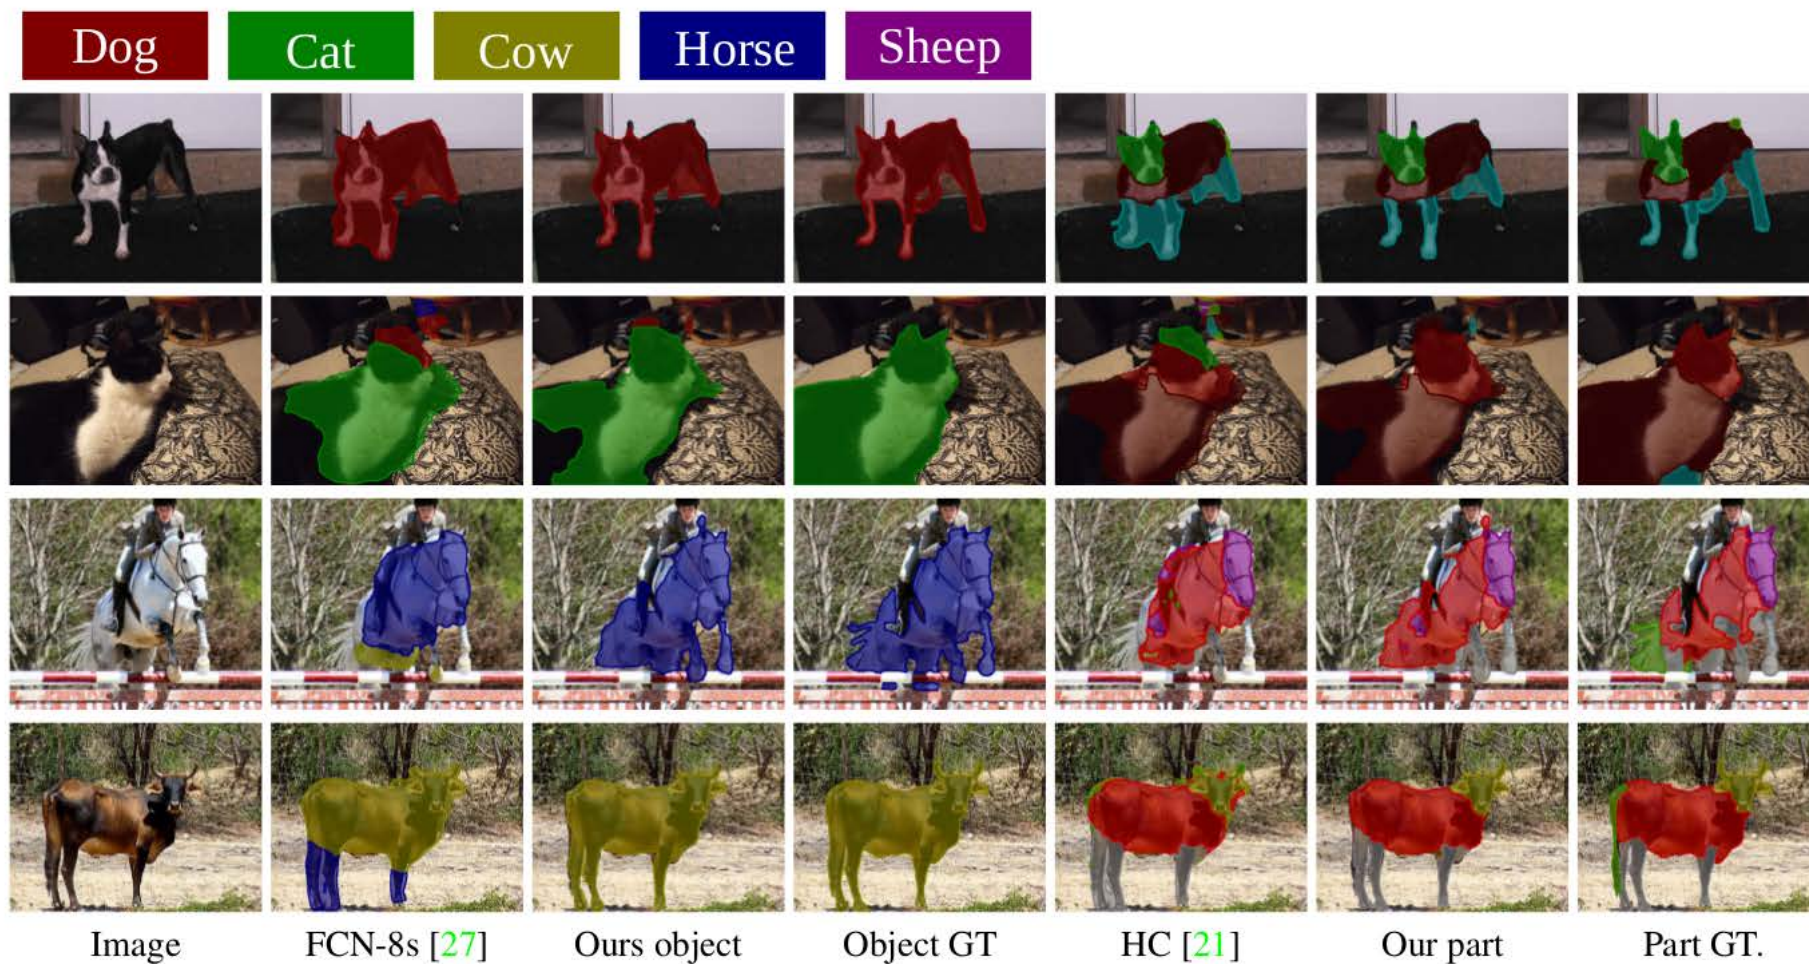 Dog Cat Cow Horse Sheep
Image FCN-8s [27] Ours object Object GT HC [21] Our part Part GT.